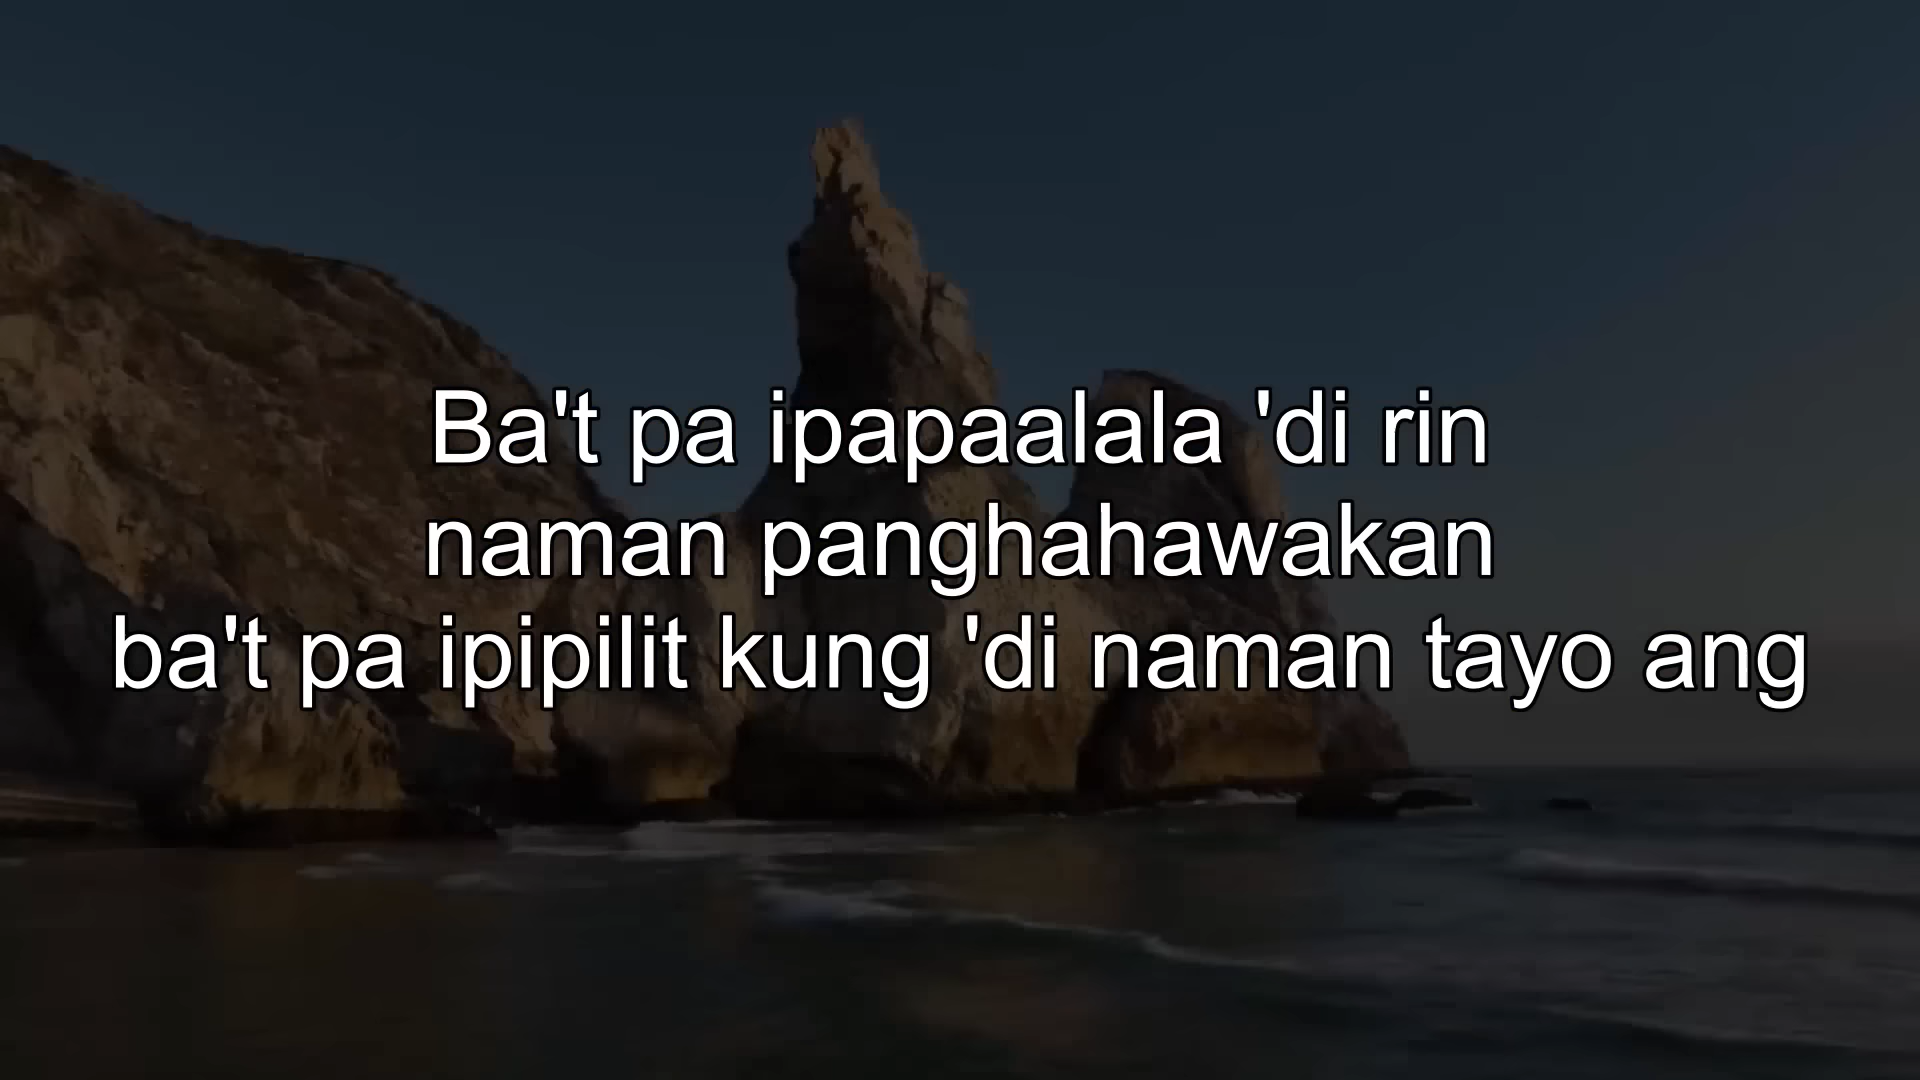 Ba't pa ipapaalala 'di rin
naman panghahawakan
ba't pa ipipilit kung 'di naman tayo ang